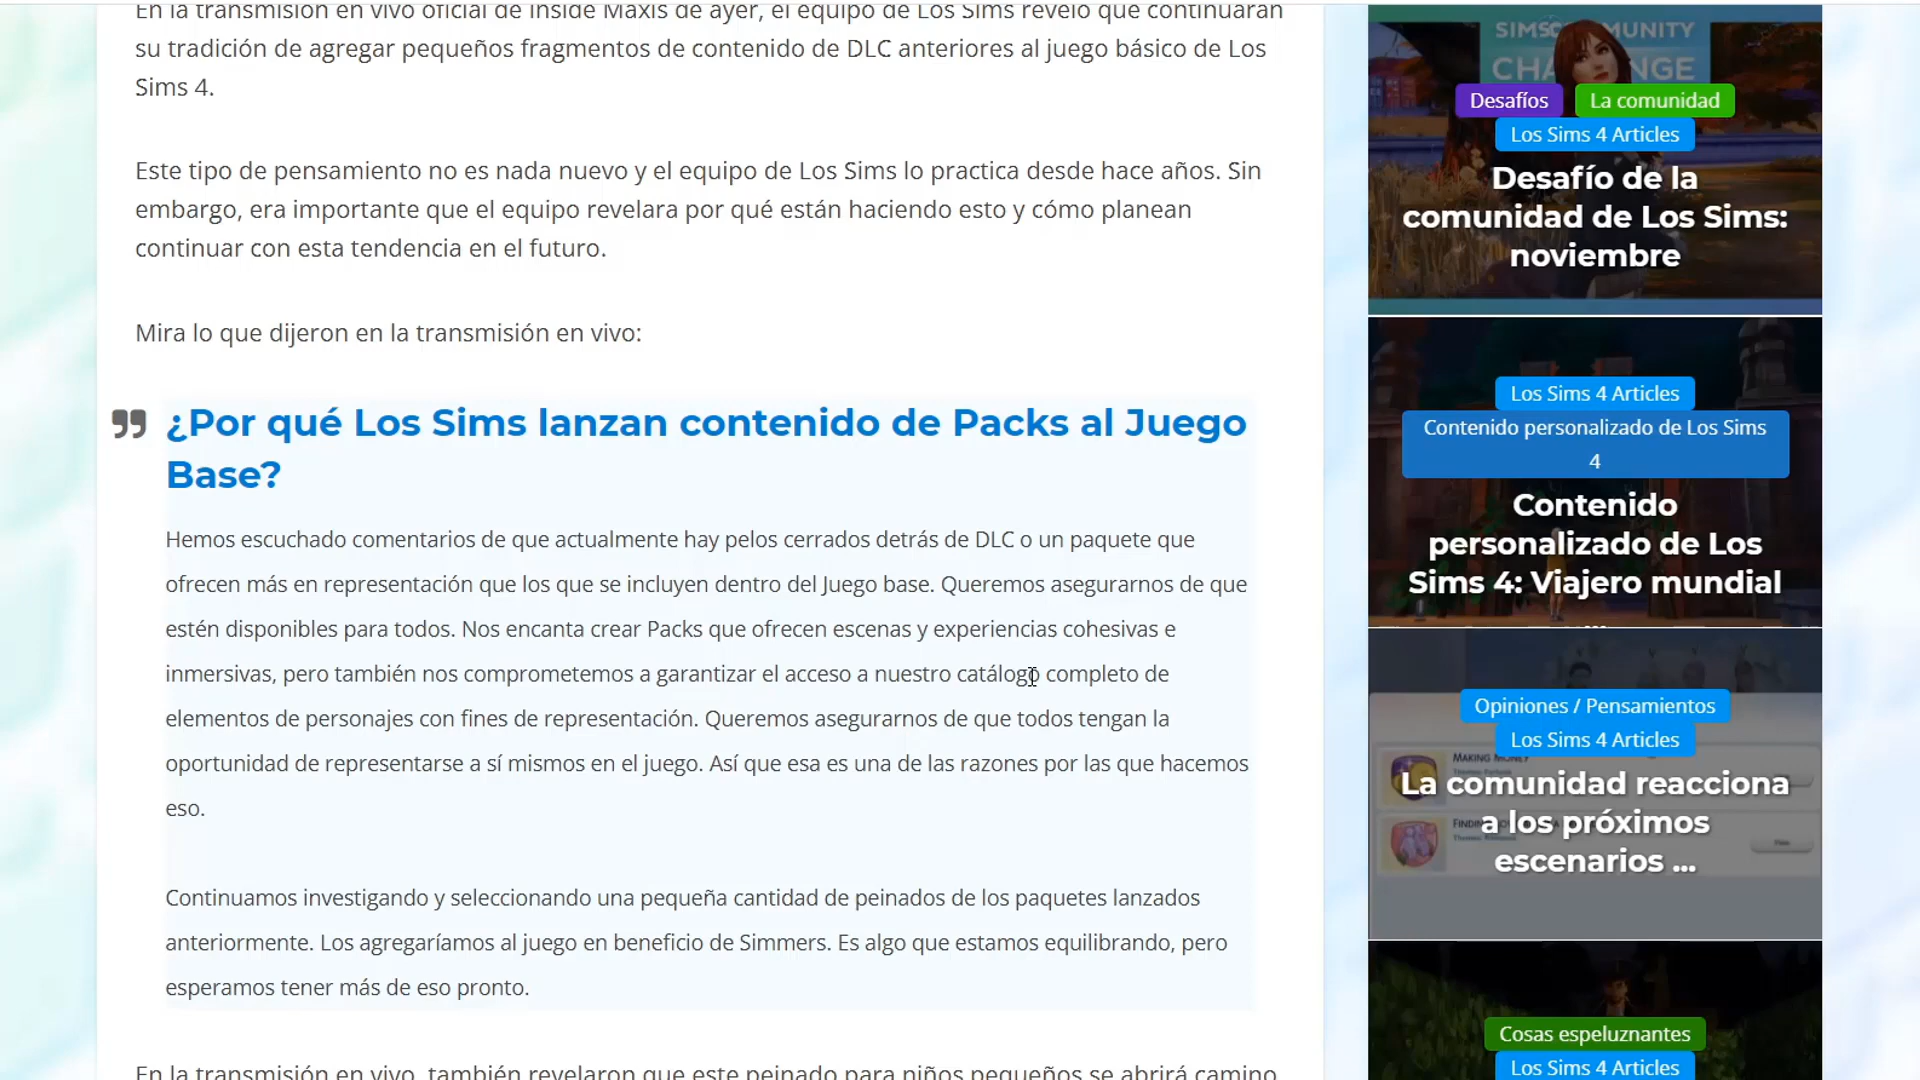 En la transmisión en vivo oficial de Inside Maxis de ayer, el equipo de Los Sims reveló que continuarán
su tradición de agregar pequeños fragmentos de contenido de DLC anteriores al juego básico de Los
Sims 4.
Este tipo de pensamiento no es nada nuevo y el equipo de Los Sims lo practica desde hace años. Sin
embargo, era importante que el equipo revelara por qué están haciendo esto y cómo planean
continuar con esta tendencia en el futuro.
Mira lo que dijeron en la transmisión en vivo:
¿Por qué Los Sims lanzan contenido de Packs al Juego
Base?
Hemos escuchado comentarios de que actualmente hay pelos cerrados detrás de DLC o un paquete que
ofrecen más en representación que los que se incluyen dentro del Juego base. Queremos asegurarnos de que
estén disponibles para todos. Nos encanta crear Packs que ofrecen escenas y experiencias cohesivas e
inmersivas, pero también nos comprometemos a garantizar el acceso a nuestro catálogo completo de
elementos de personajes con fines de representación. Queremos asegurarnos de que todos tengan la
oportunidad de representarse a sí mismos en el juego. Así que esa es una de las razones por las que hacemos
eso.
Continuamos investigando y seleccionando una pequeña cantidad de peinados de los paquetes lanzados
anteriormente. Los agregaríamos al juego en beneficio de Simmers. Es algo que estamos equilibrando, pero
esperamos tener más de eso pronto.
En la transmisión en vivo, también revelaron que este peinado para niños pequeños se abrirá camino
Desafíos
La comunidad
Los Sims 4 Articles
Desafío de la
comunidad de Los Sims:
noviembre
Los Sims 4 Articles
Contenido personalizado de Los Sims
4
Contenido
personalizado de Los
Sims 4: Viajero mundial
Opiniones / Pensamientos
Los Sims 4 Articles
Making Money
La comunidad reacciona
a los próximos
escenarios ...
Cosas espeluznantes
Los Sims 4 Articles